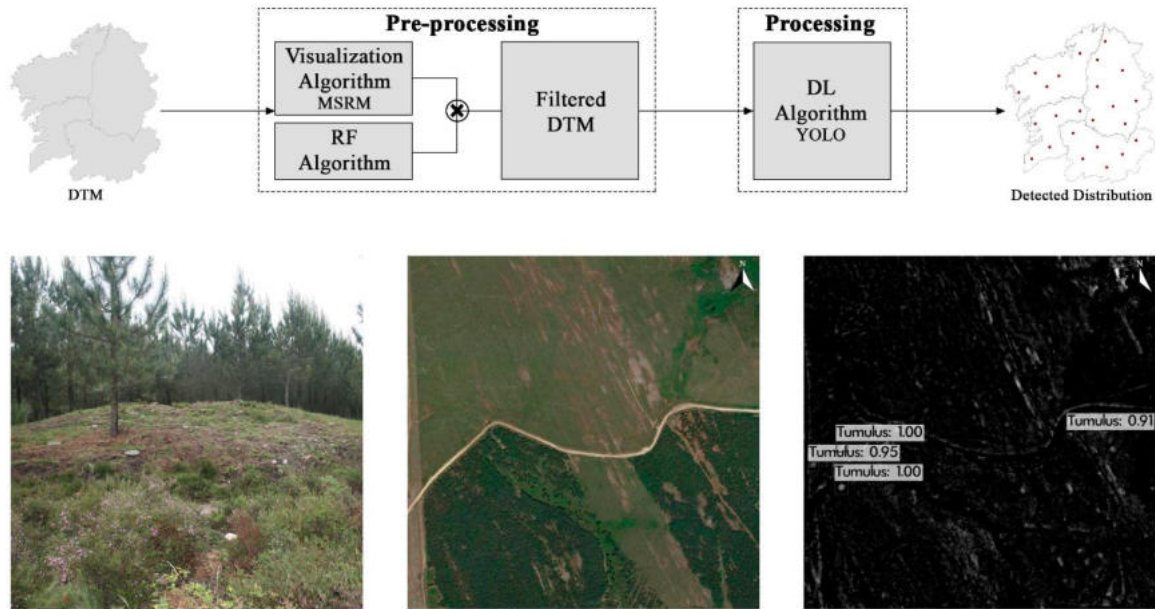 Pre-processing
Processing
Visualization
Algorithm
MSRM
RF
Algorithm
Filtered
DTM
DL
Algorithm
YOLO
DTM
Detected Distribution
N
N
Tumulus: 1.00
Tumulus: 0.91
Tumulus: 0.95
Tumulus: 1.00